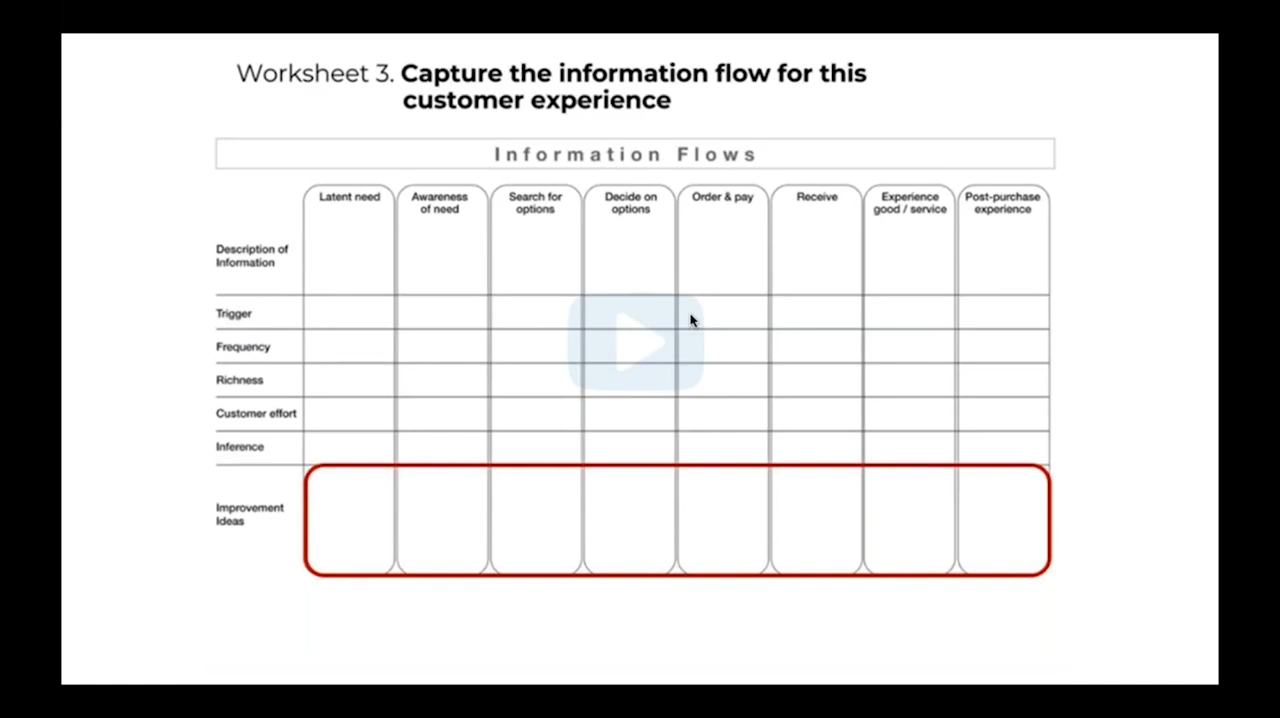 Worksheet 3. Capture the information flow for this
customer experience
Information Flows
Latent need
Awareness
of need
Search for
options
Decide on
options
Order & pay
Receive
Experience
good / service
Post-purchase
experience
Description of
Information
Trigger
Frequency
Richness
Customer effort
Inference
Improvement
Ideas